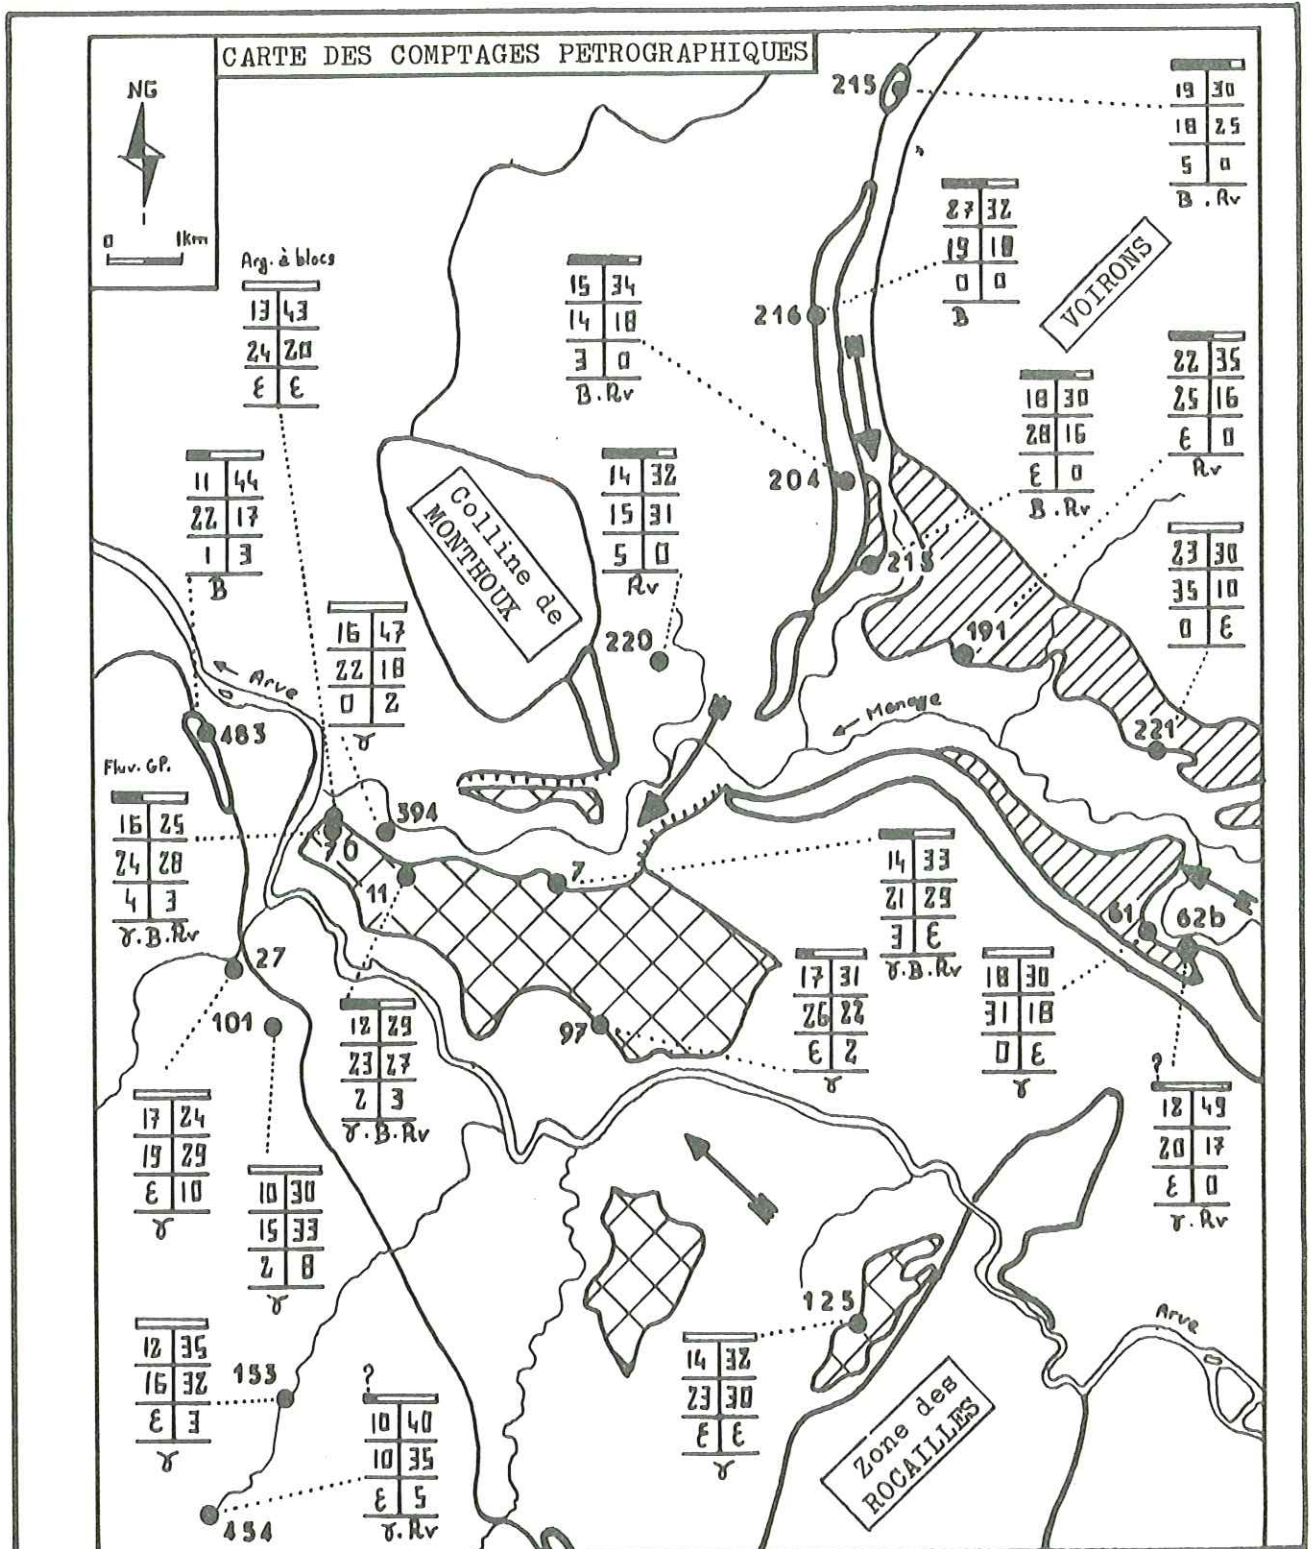 CARTE DES COMPTAGES PETROGRAPHIQUES
NG
0 1km
215
19 30
18 25
5 0
B . Rv
27 32
19 18
0 0
B
216
VOIRONS
Arg. à blocs
13 43
24 20
ε ε
15 34
14 18
3 0
B.Rv
204
22 35
25 16
ε 0
Rv
18 30
28 16
ε 0
B.Rv
11 44
22 17
1 3
B
Colline de
MONTHOUX
14 32
15 31
5 0
Rv
220
23 30
35 10
0 ε
191
16 47
22 18
0 2
γ
Arve
483
Menoge
221
Fluv. GP.
16 25
24 28
4 3
γ.B.Rv
394
70
11
7
14 33
21 29
3 ε
γ.B.Rv
61
62b
27
101
12 29
23 27
2 3
γ.B.Rv
97
17 31
26 22
ε 2
γ
18 30
31 18
0 ε
γ
?
12 49
20 17
ε 0
γ.Rv
17 24
19 29
ε 10
γ
10 30
15 33
2 8
γ
125
14 32
23 30
ε ε
γ
Arve
12 35
16 32
ε 3
γ
153
?
10 40
10 35
ε 5
γ.Rv
454
Zone des
ROCAILLES